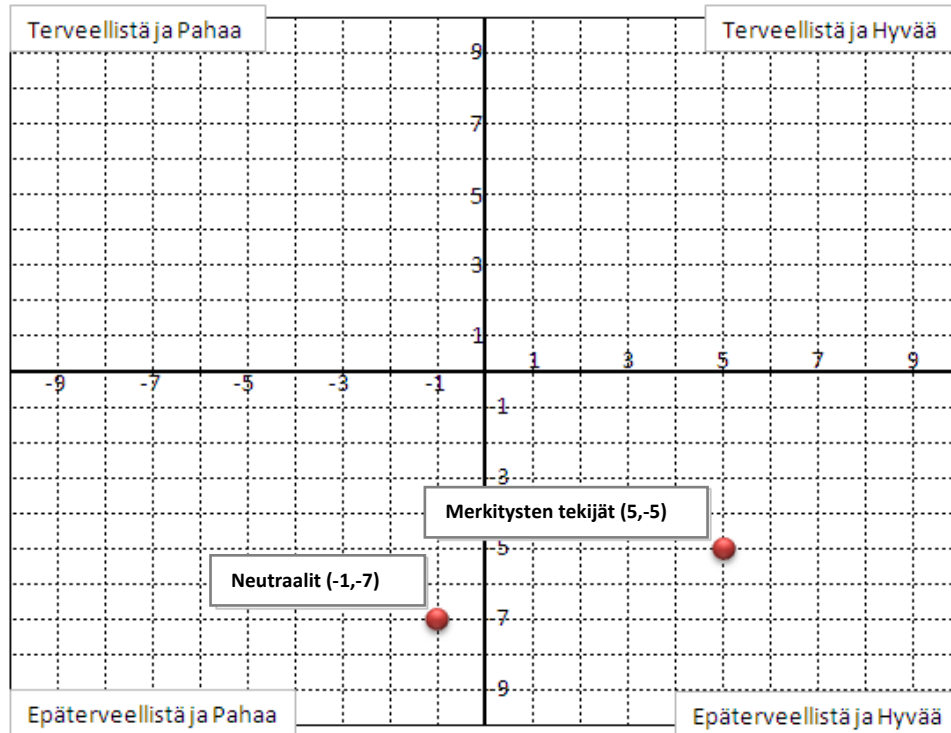 Terveellistä ja Pahaa
Terveellistä ja Hyvää
9
7
5
3
1
-9 -7 -5 -3 -1 1 3 5 7 9
-1
-3
Merkitysten tekijät (5,-5)
-5
Neutraalit (-1,-7)
-7
-9
Epäterveellistä ja Pahaa
Epäterveellistä ja Hyvää